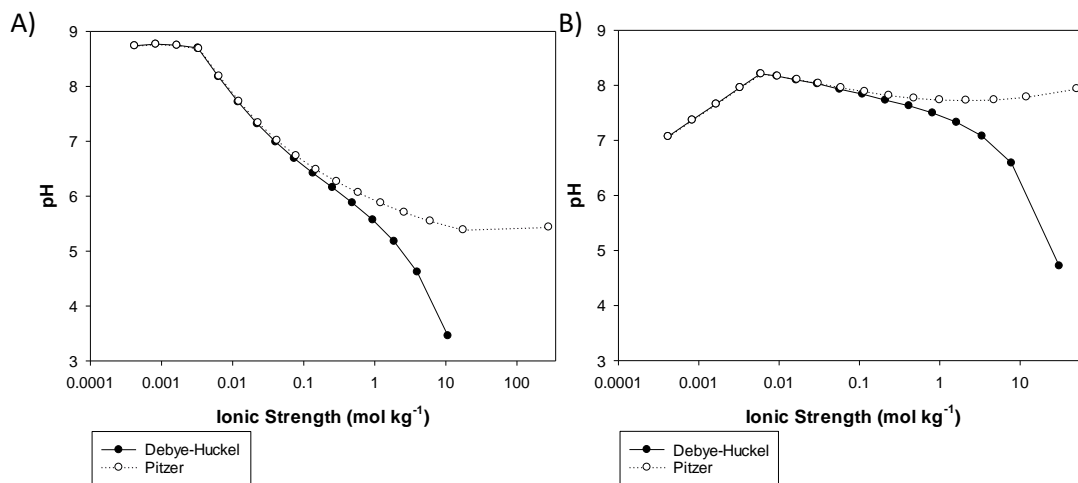 A)
9
8
7
6
5
4
3
pH
0.0001 0.001 0.01 0.1 1 10 100
Ionic Strength (mol kg⁻¹)
Debye-Huckel
Pitzer
B)
9
8
7
6
5
4
3
pH
0.0001 0.001 0.01 0.1 1 10
Ionic Strength (mol kg⁻¹)
Debye-Huckel
Pitzer